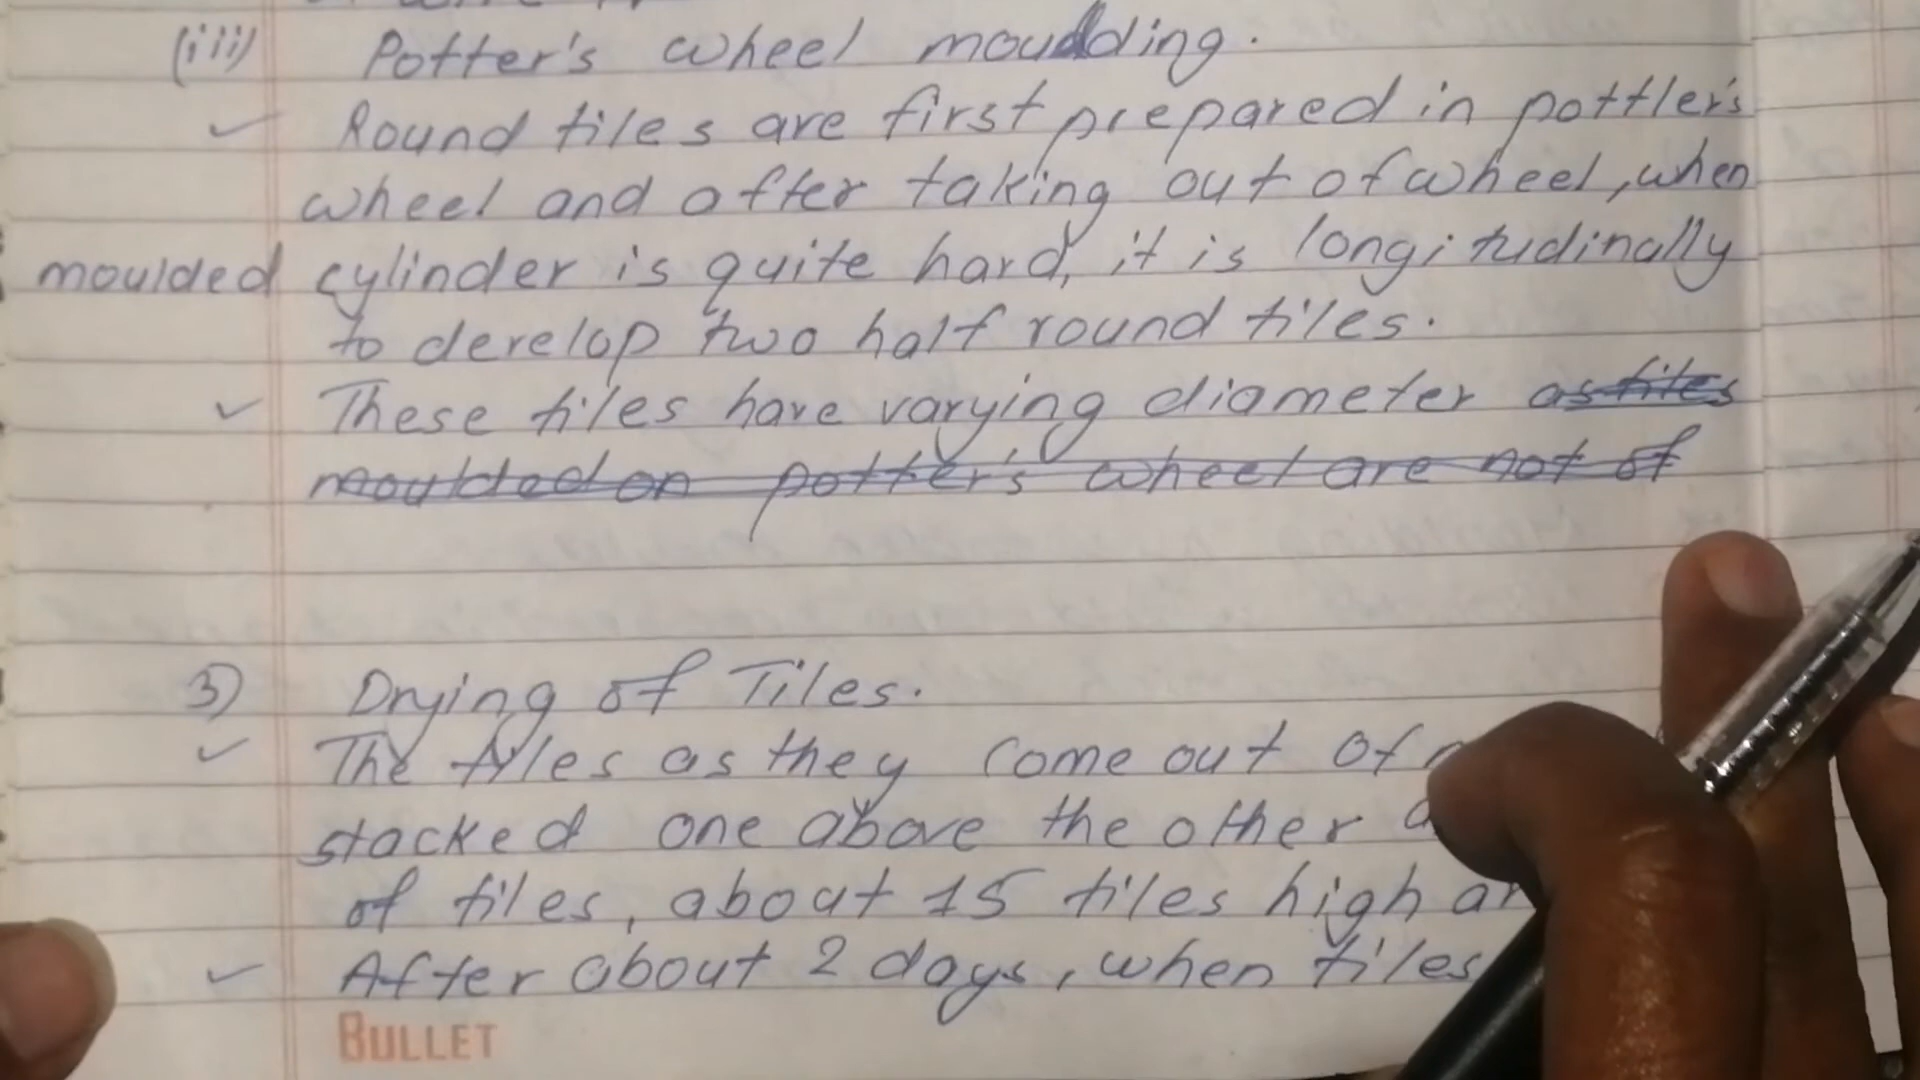 (iii) Potter's wheel moudding.
✓ Round tiles are first prepared in pottler's
wheel and after taking out of wheel, when
moulded cylinder is quite hard, it is longitudinally
to develop two half round tiles.
✓ These tiles have varying diameter as tiles
moulded on potter's wheel are not of
3) Drying of Tiles.
✓ The tiles as they come out of
stacked one above the other
of tiles, about 15 tiles high
✓ After about 2 days, when tiles
BULLET